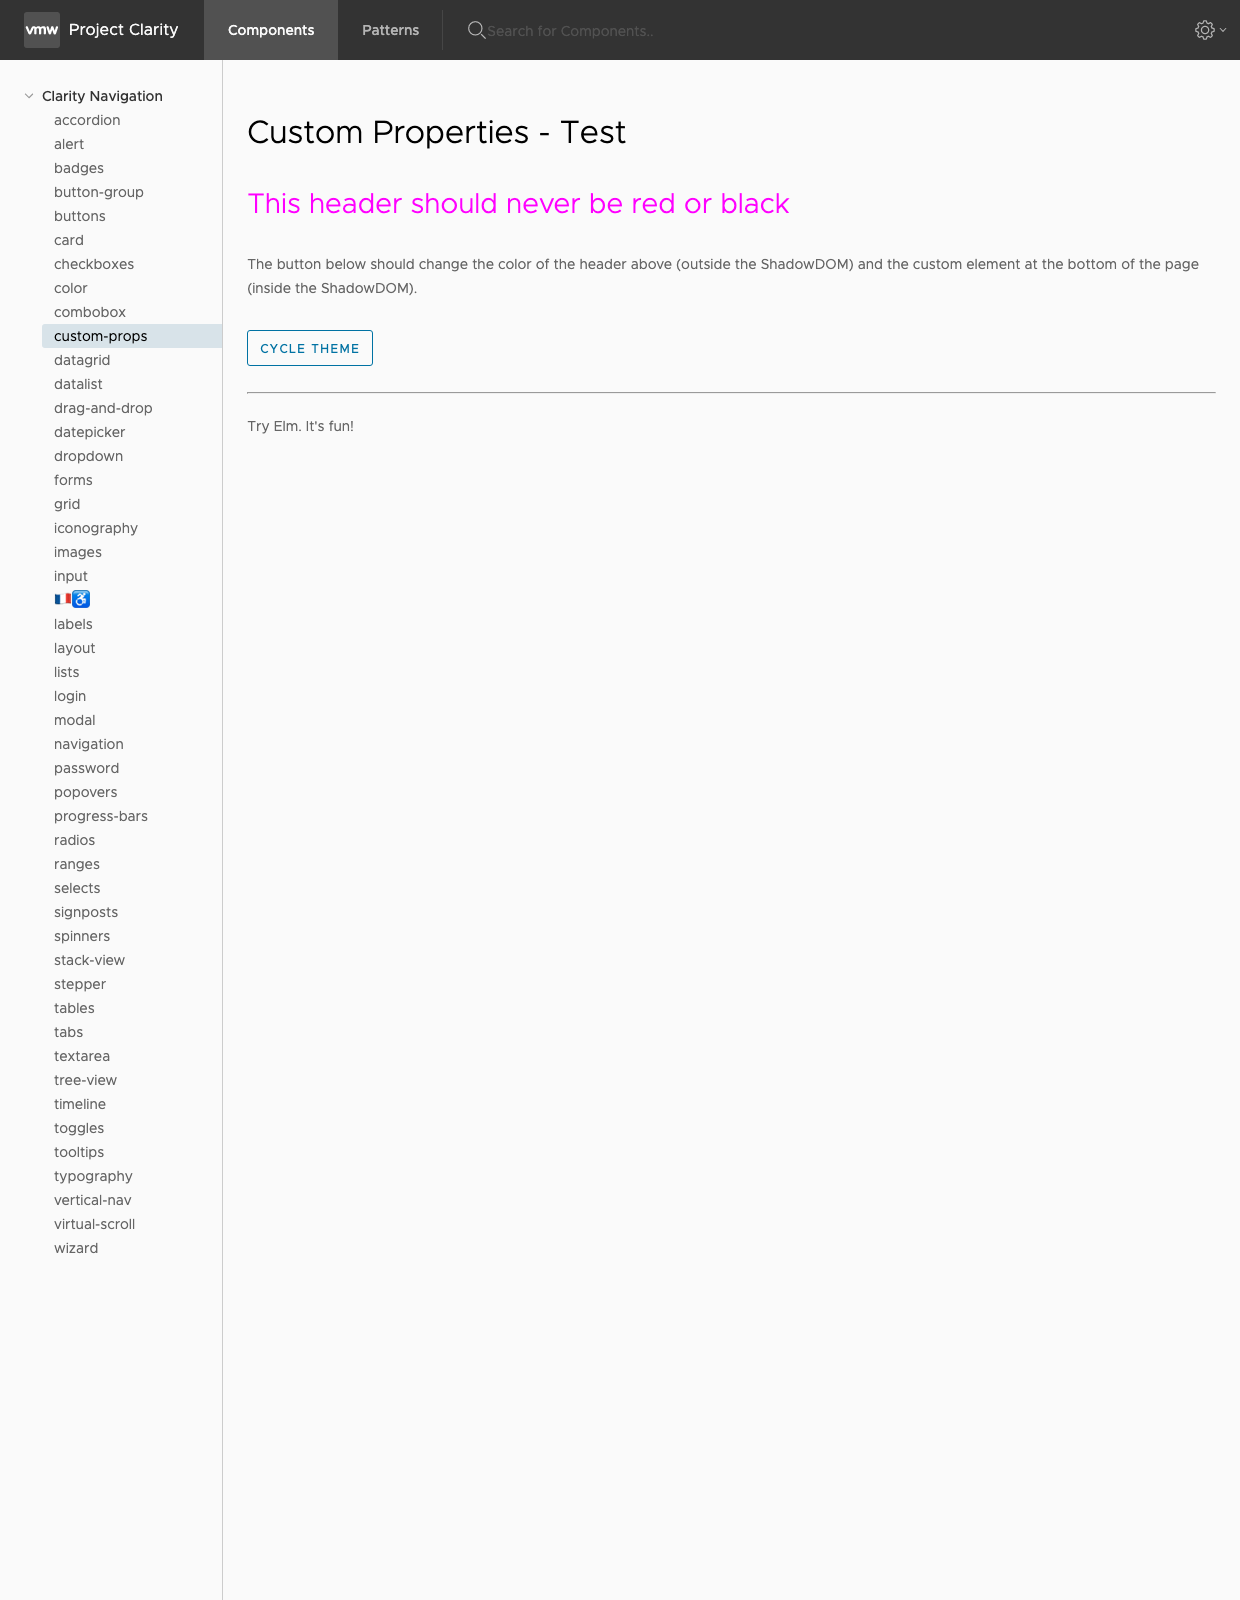 vmw Project Clarity Components Patterns Search for Components..
Clarity Navigation
accordion
alert
badges
button-group
buttons
card
checkboxes
color
combobox
custom-props
datagrid
datalist
drag-and-drop
datepicker
dropdown
forms
grid
iconography
images
input
🇫🇷♿
labels
layout
lists
login
modal
navigation
password
popovers
progress-bars
radios
ranges
selects
signposts
spinners
stack-view
stepper
tables
tabs
textarea
tree-view
timeline
toggles
tooltips
typography
vertical-nav
virtual-scroll
wizard
Custom Properties - Test
This header should never be red or black
The button below should change the color of the header above (outside the ShadowDOM) and the custom element at the bottom of the page
(inside the ShadowDOM).
CYCLE THEME
Try Elm. It's fun!